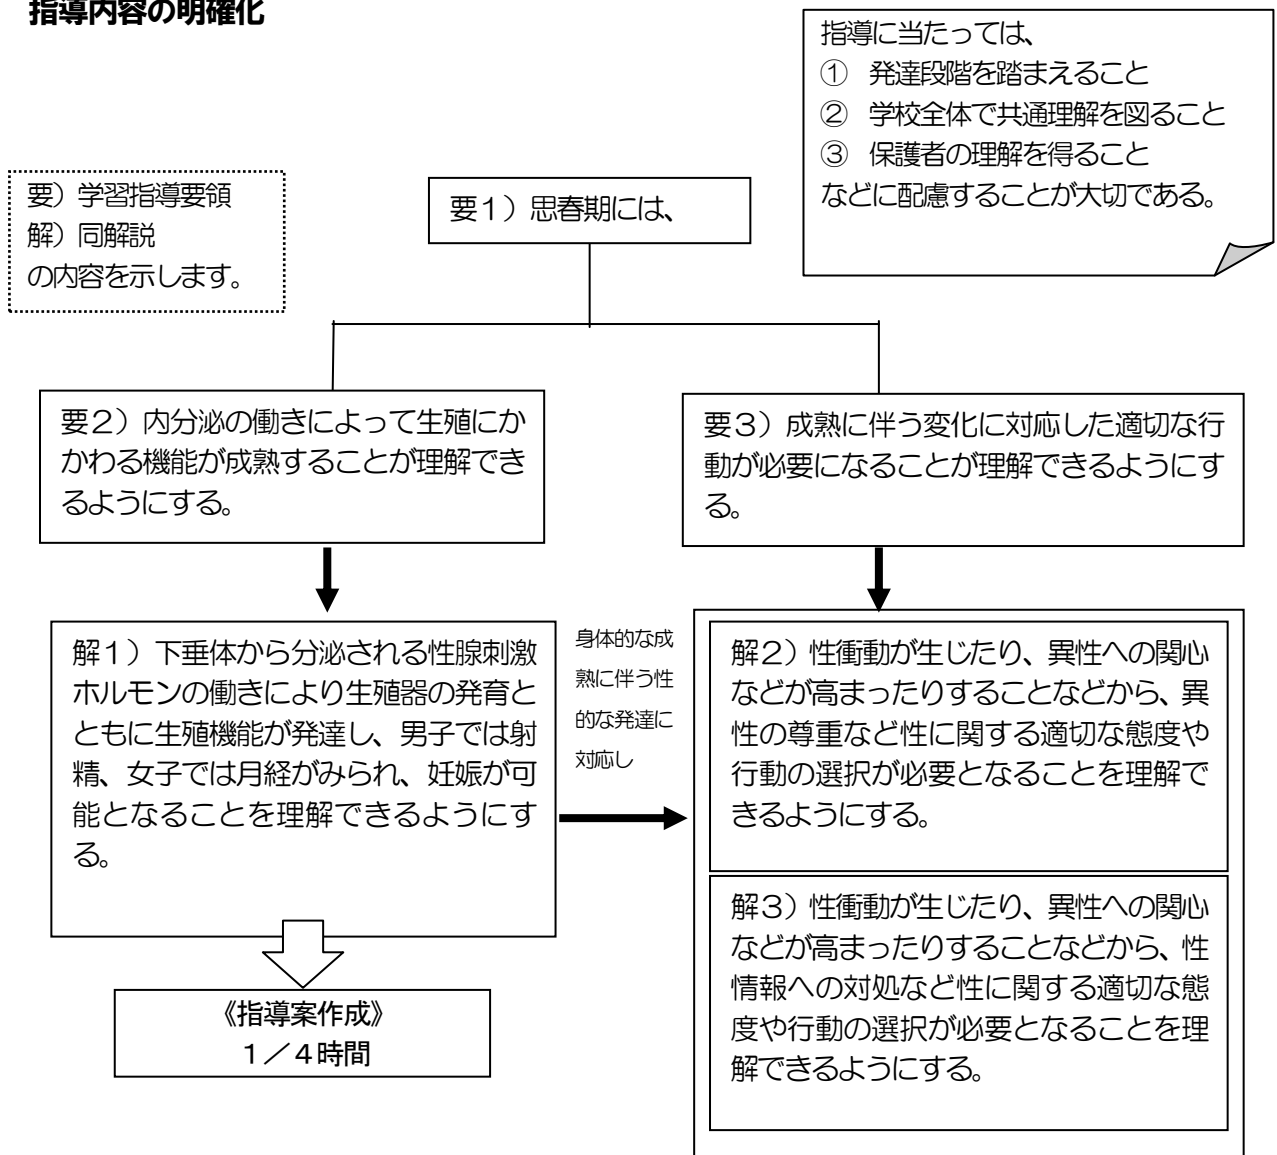 指導内容の明確化
指導に当たっては、
① 発達段階を踏まえること
② 学校全体で共通理解を図ること
③ 保護者の理解を得ること
などに配慮することが大切である。
要）学習指導要領
解）同解説
の内容を示します。
要１）思春期には、
要２）内分泌の働きによって生殖にか
かわる機能が成熟することが理解でき
るようにする。
要３）成熟に伴う変化に対応した適切な行
動が必要になることが理解できるようにす
る。
解１）下垂体から分泌される性腺刺激
ホルモンの働きにより生殖器の発育と
ともに生殖機能が発達し、男子では射
精、女子では月経がみられ、妊娠が可
能となることを理解できるようにす
る。
身体的な成
熟に伴う性
的な発達に
対応し
解２）性衝動が生じたり、異性への関心
などが高まったりすることなどから、異
性の尊重など性に関する適切な態度や
行動の選択が必要となることを理解で
きるようにする。
解３）性衝動が生じたり、異性への関心
などが高まったりすることなどから、性
情報への対処など性に関する適切な態
度や行動の選択が必要となることを理
解できるようにする。
《指導案作成》
１／４時間